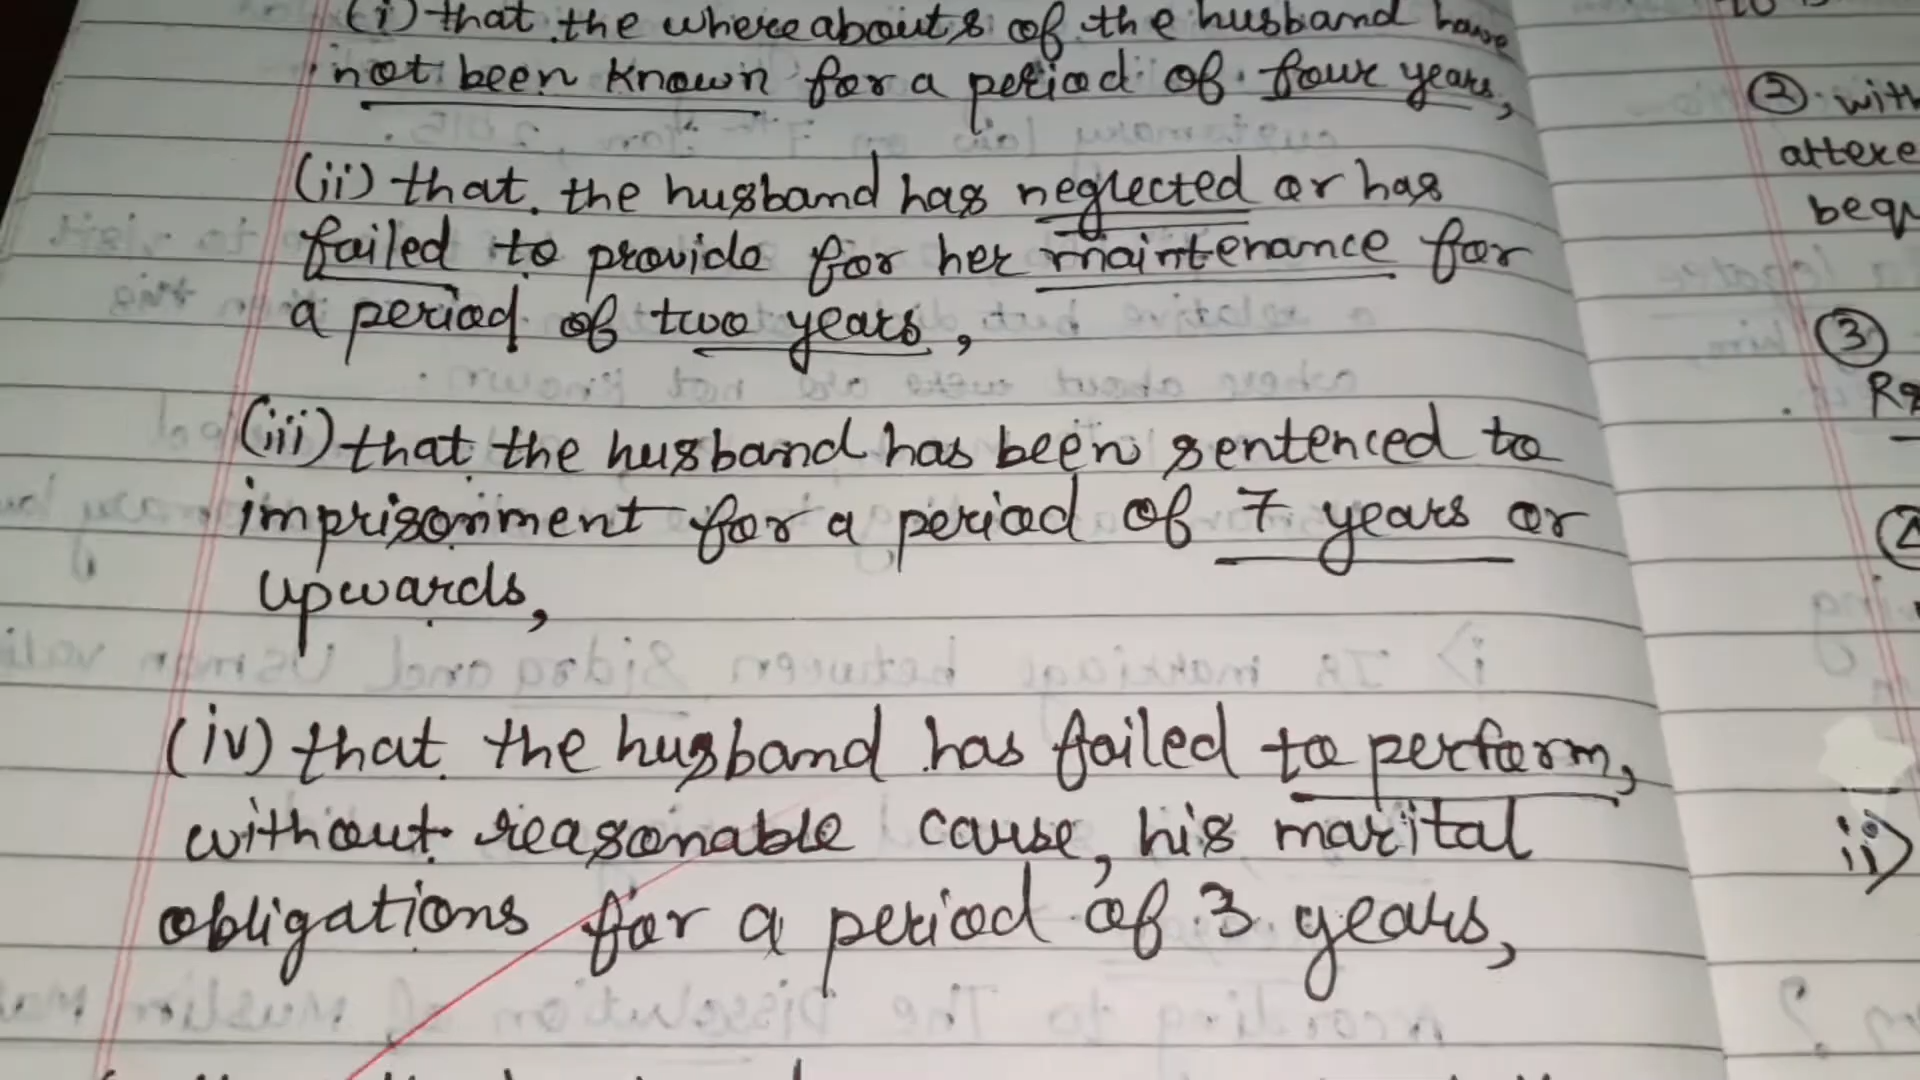 (i) that the whereabouts of the husband have
not been known for a period of four years,
(ii) that the husband has neglected or has
failed to provide for her maintenance for
a period of two years,
(iii) that the husband has been sentenced to
imprisonment for a period of 7 years or
upwards,
(iv) that the husband has failed to perform,
without reasonable cause, his marital
obligations for a period of 3 years,
②
③
ii)